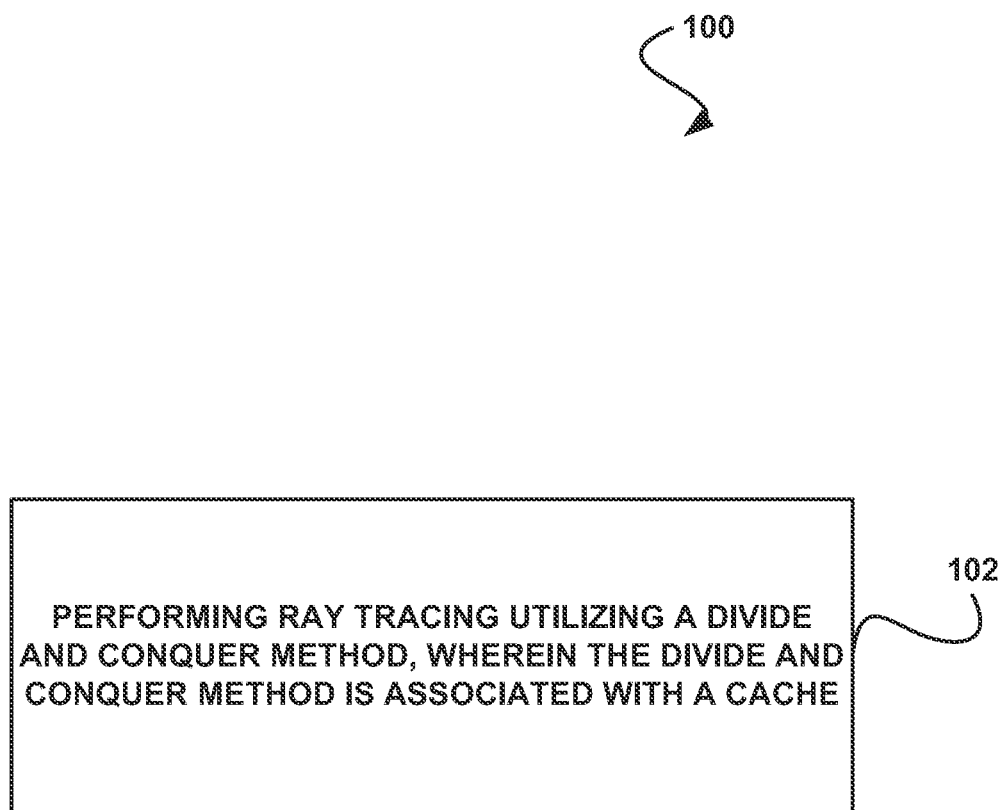 100
102
PERFORMING RAY TRACING UTILIZING A DIVIDE
AND CONQUER METHOD, WHEREIN THE DIVIDE AND
CONQUER METHOD IS ASSOCIATED WITH A CACHE